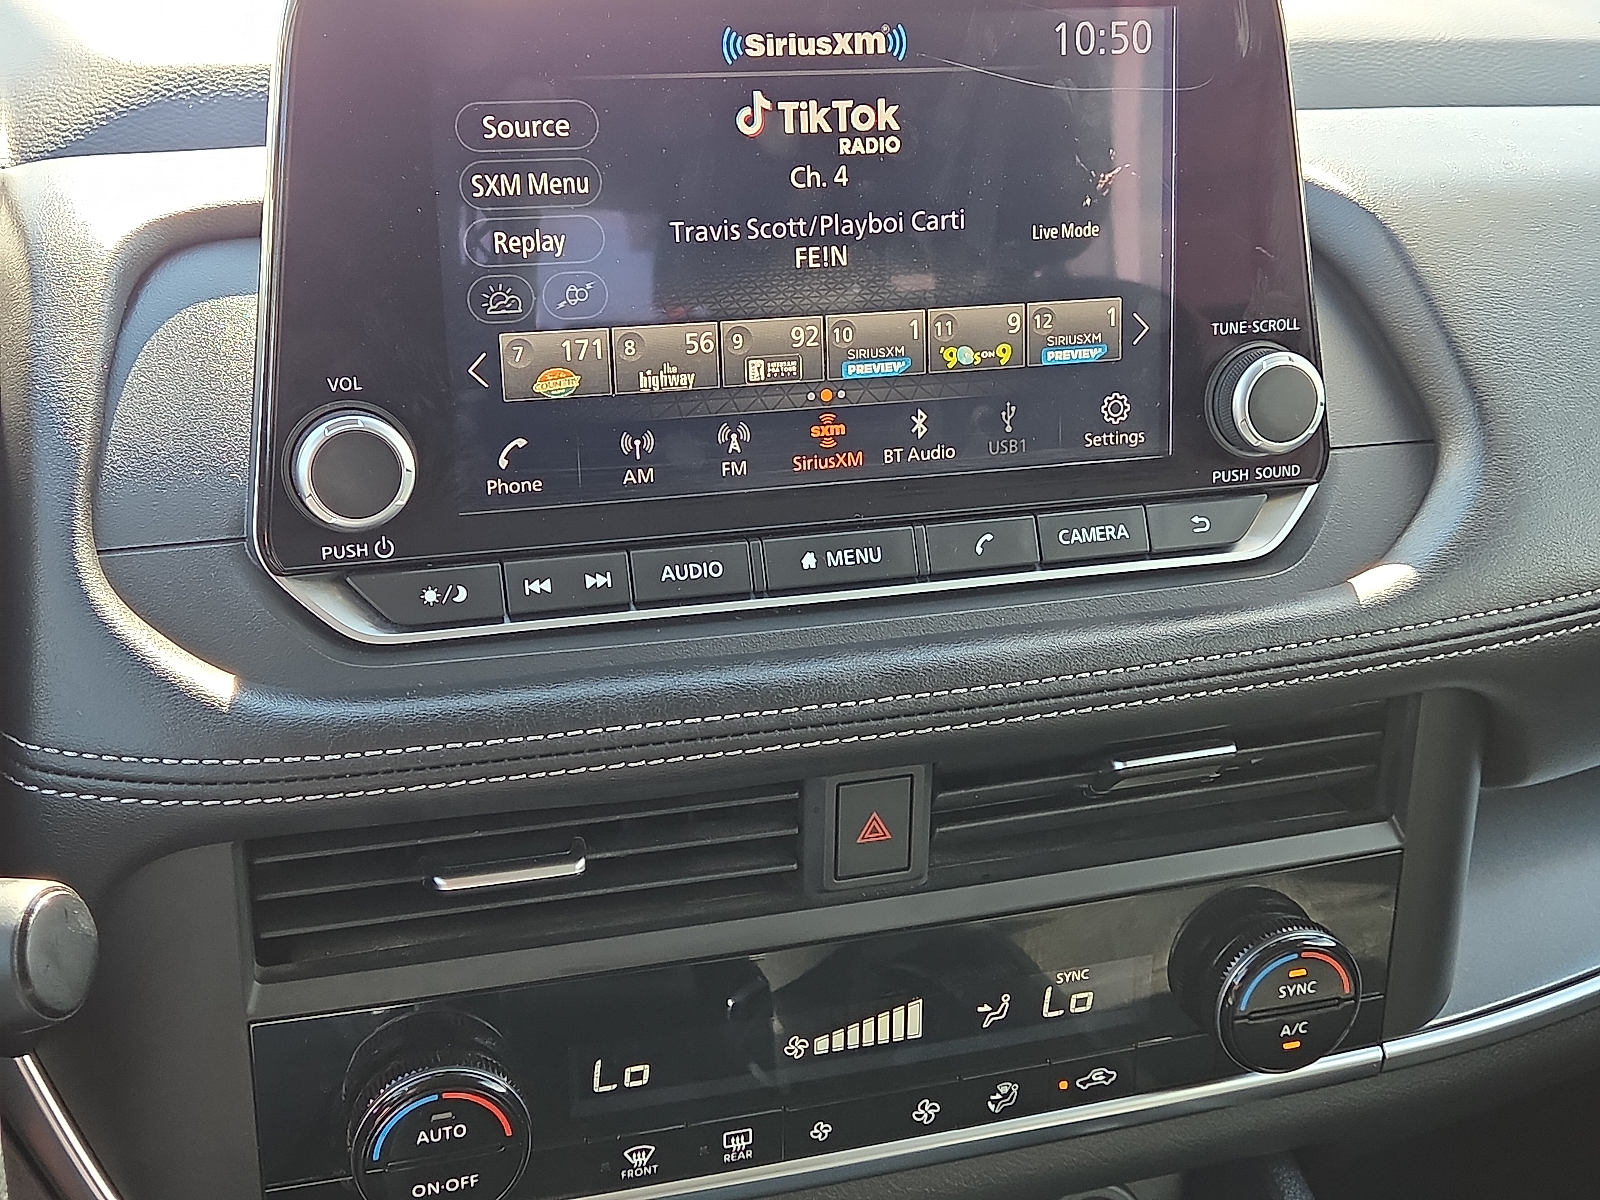 SiriusXM
10:50
Source
TikTok
RADIO
SXM Menu
Ch. 4
Replay
Travis Scott/Playboi Carti
Live Mode
FE!N
7 171
COUNTRY
8 56
the
highway
9 92
10 1
SIRIUSXM
PREVIEW
11 9
'90s ON 9
12 1
SIRIUSXM
PREVIEW
Phone
AM
FM
sxm
SiriusXM
BT Audio
USB1
Settings
VOL
PUSH
TUNE·SCROLL
PUSH SOUND
AUDIO
MENU
CAMERA
SYNC
Lo
Lo
SYNC
A/C
AUTO
ON·OFF
FRONT
REAR